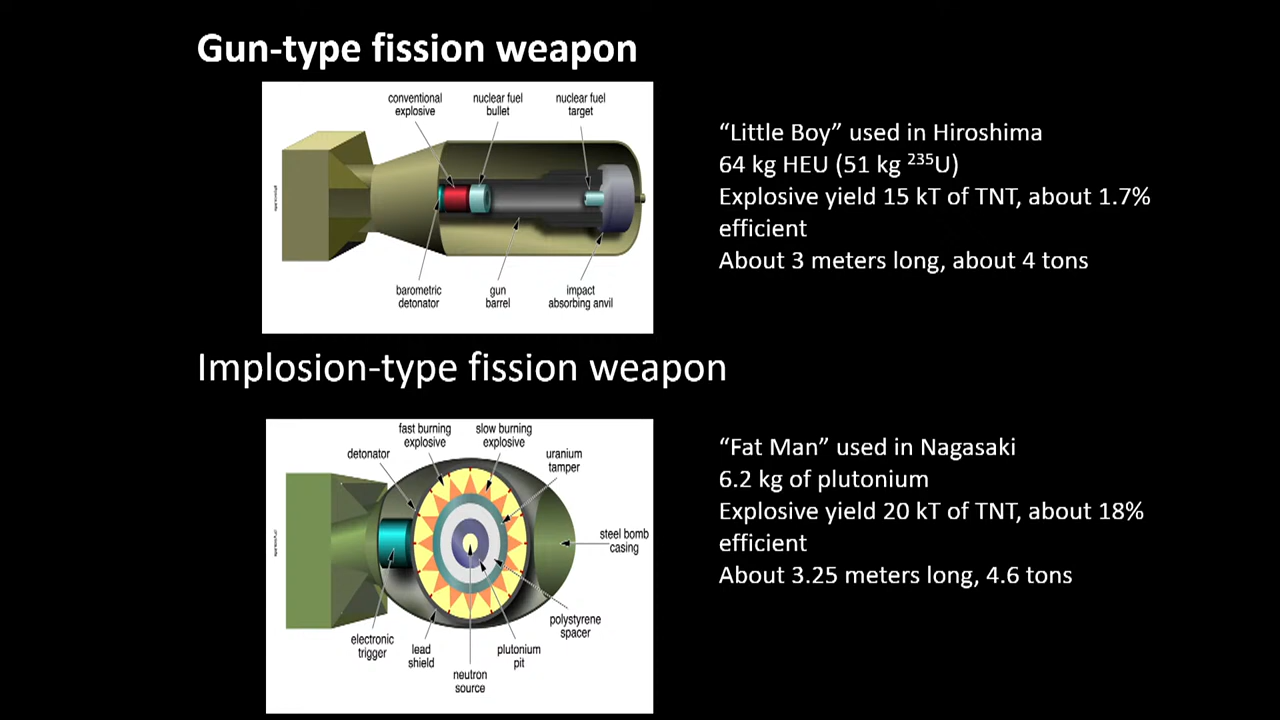 Gun-type fission weapon
conventional explosive
nuclear fuel bullet
nuclear fuel target
barometric detonator
gun barrel
impact absorbing anvil
“Little Boy” used in Hiroshima
64 kg HEU (51 kg ²³⁵U)
Explosive yield 15 kT of TNT, about 1.7%
efficient
About 3 meters long, about 4 tons
Implosion-type fission weapon
fast burning explosive
slow burning explosive
detonator
uranium tamper
steel bomb casing
polystyrene spacer
plutonium pit
neutron source
lead shield
electronic trigger
“Fat Man” used in Nagasaki
6.2 kg of plutonium
Explosive yield 20 kT of TNT, about 18%
efficient
About 3.25 meters long, 4.6 tons